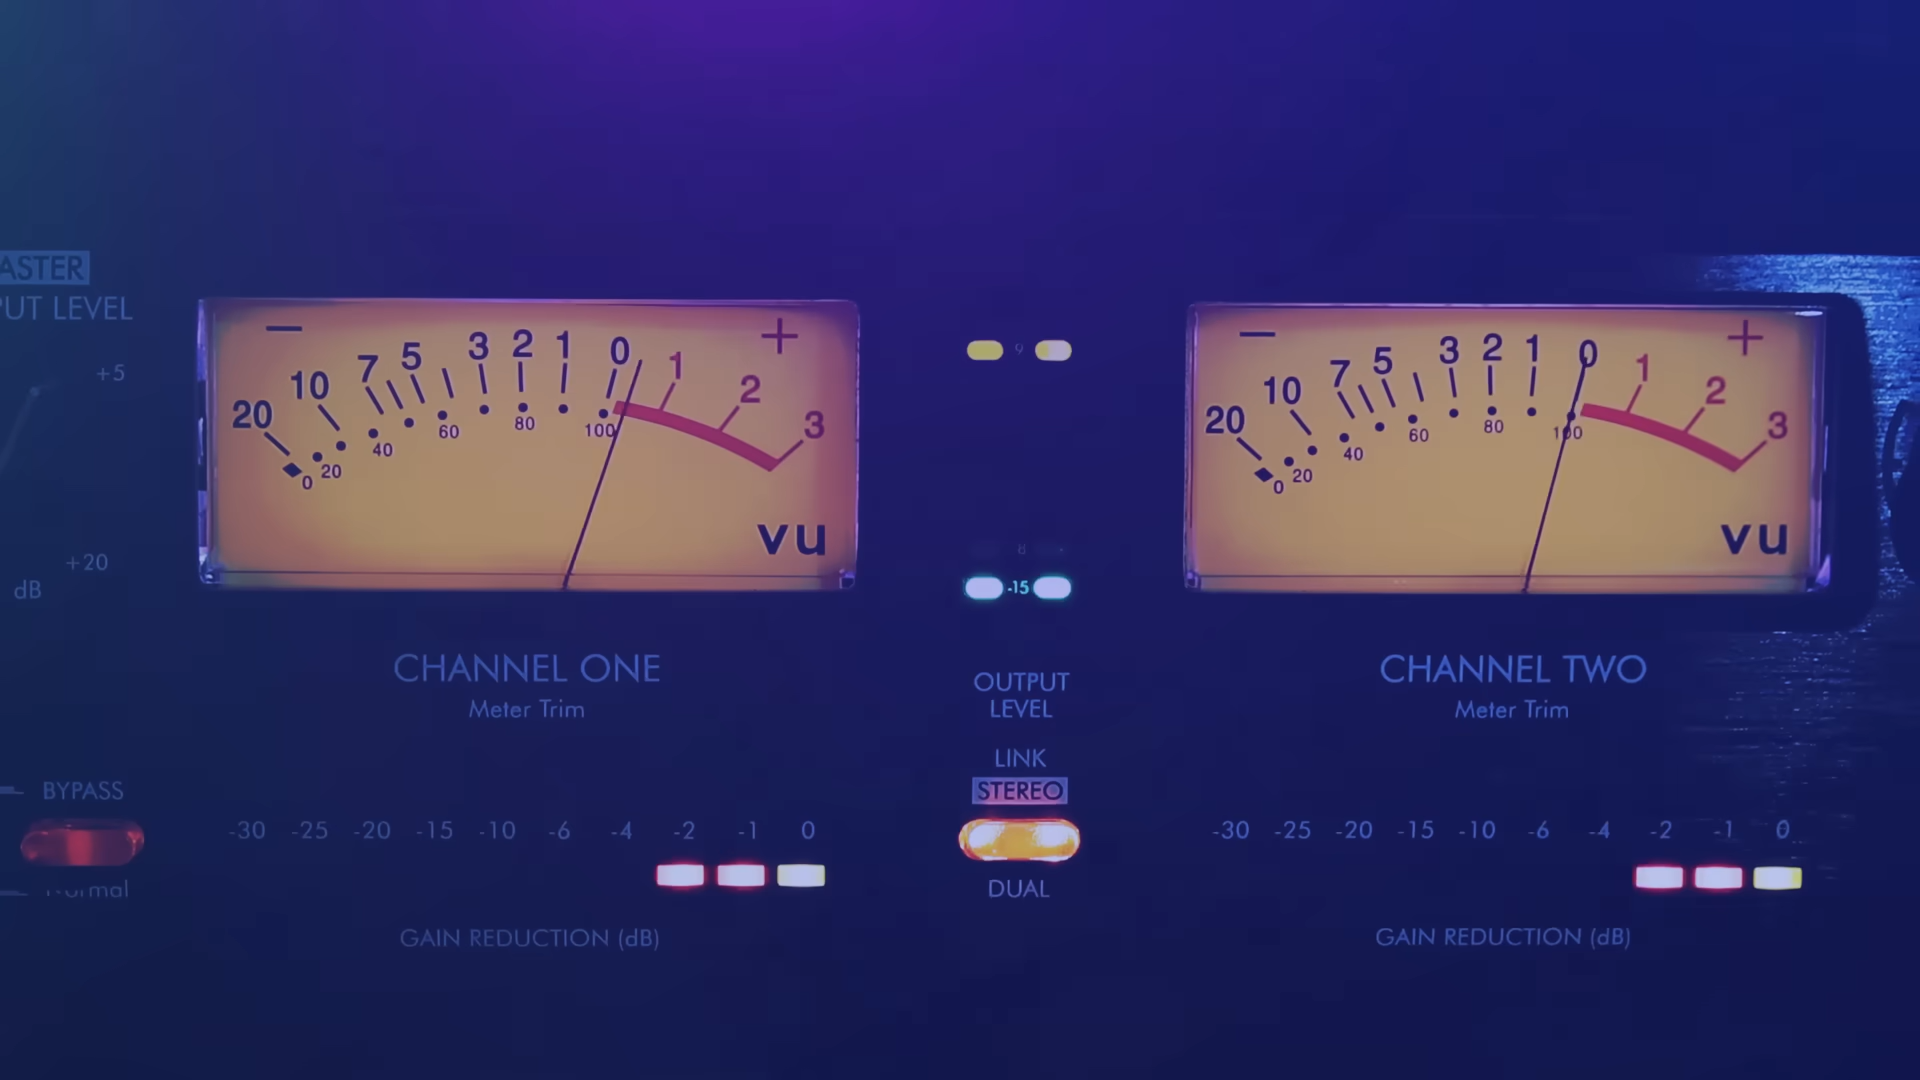 ASTER
PUT LEVEL
+5
+20
dB
BYPASS
Normal
− +
20 10 7 5 3 2 1 0 1 2 3
0 20 40 60 80 100
vu
CHANNEL ONE
Meter Trim
-30 -25 -20 -15 -10 -6 -4 -2 -1 0
GAIN REDUCTION (dB)
-15
OUTPUT
LEVEL
LINK
STEREO
DUAL
− +
20 10 7 5 3 2 1 0 1 2 3
0 20 40 60 80 100
vu
CHANNEL TWO
Meter Trim
-30 -25 -20 -15 -10 -6 -4 -2 -1 0
GAIN REDUCTION (dB)